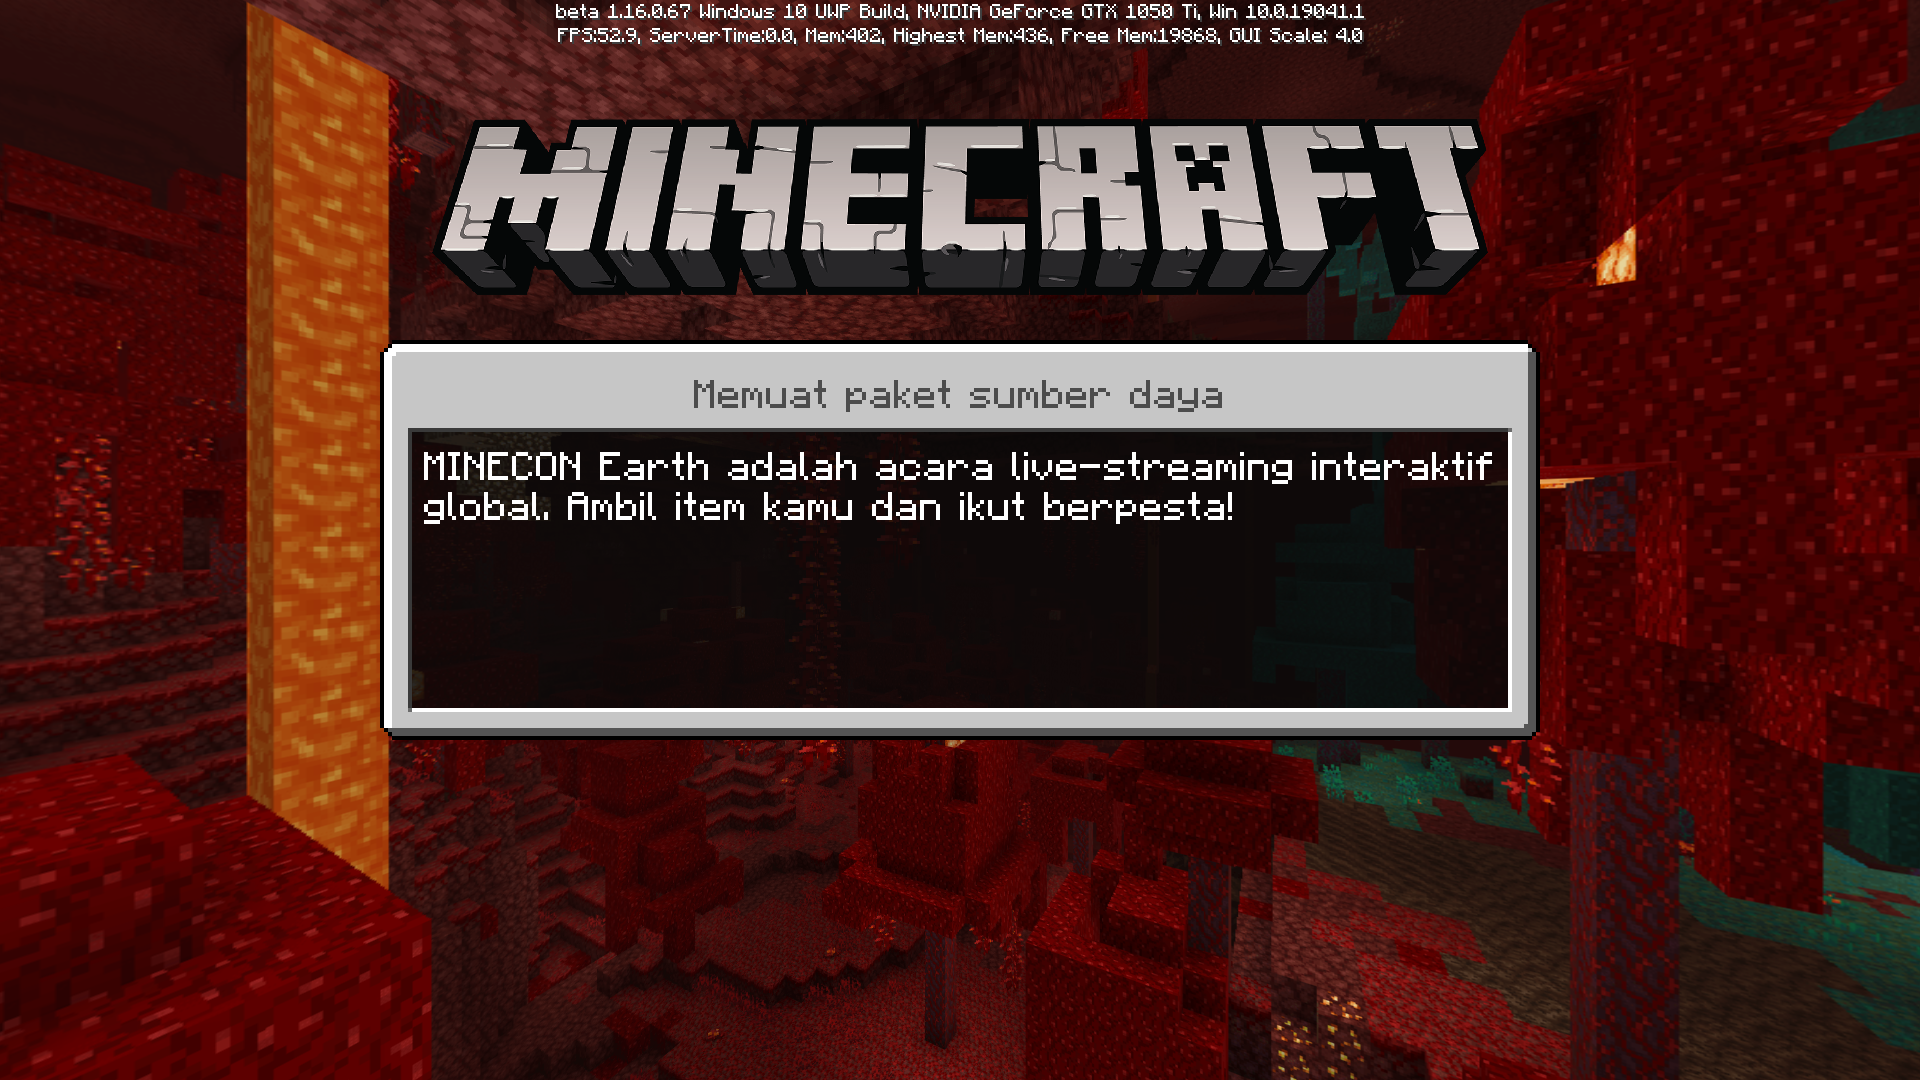 beta 1.16.0.67 Windows 10 UWP Build, NVIDIA GeForce GTX 1050 Ti, Win 10.0.19041.1
FPS:52.9, ServerTime:0.0, Mem:402, Highest Mem:436, Free Mem:19868, GUI Scale: 4.0
MINECRAFT
Memuat paket sumber daya
MINECON Earth adalah acara live-streaming interaktif
global. Ambil item kamu dan ikut berpesta!